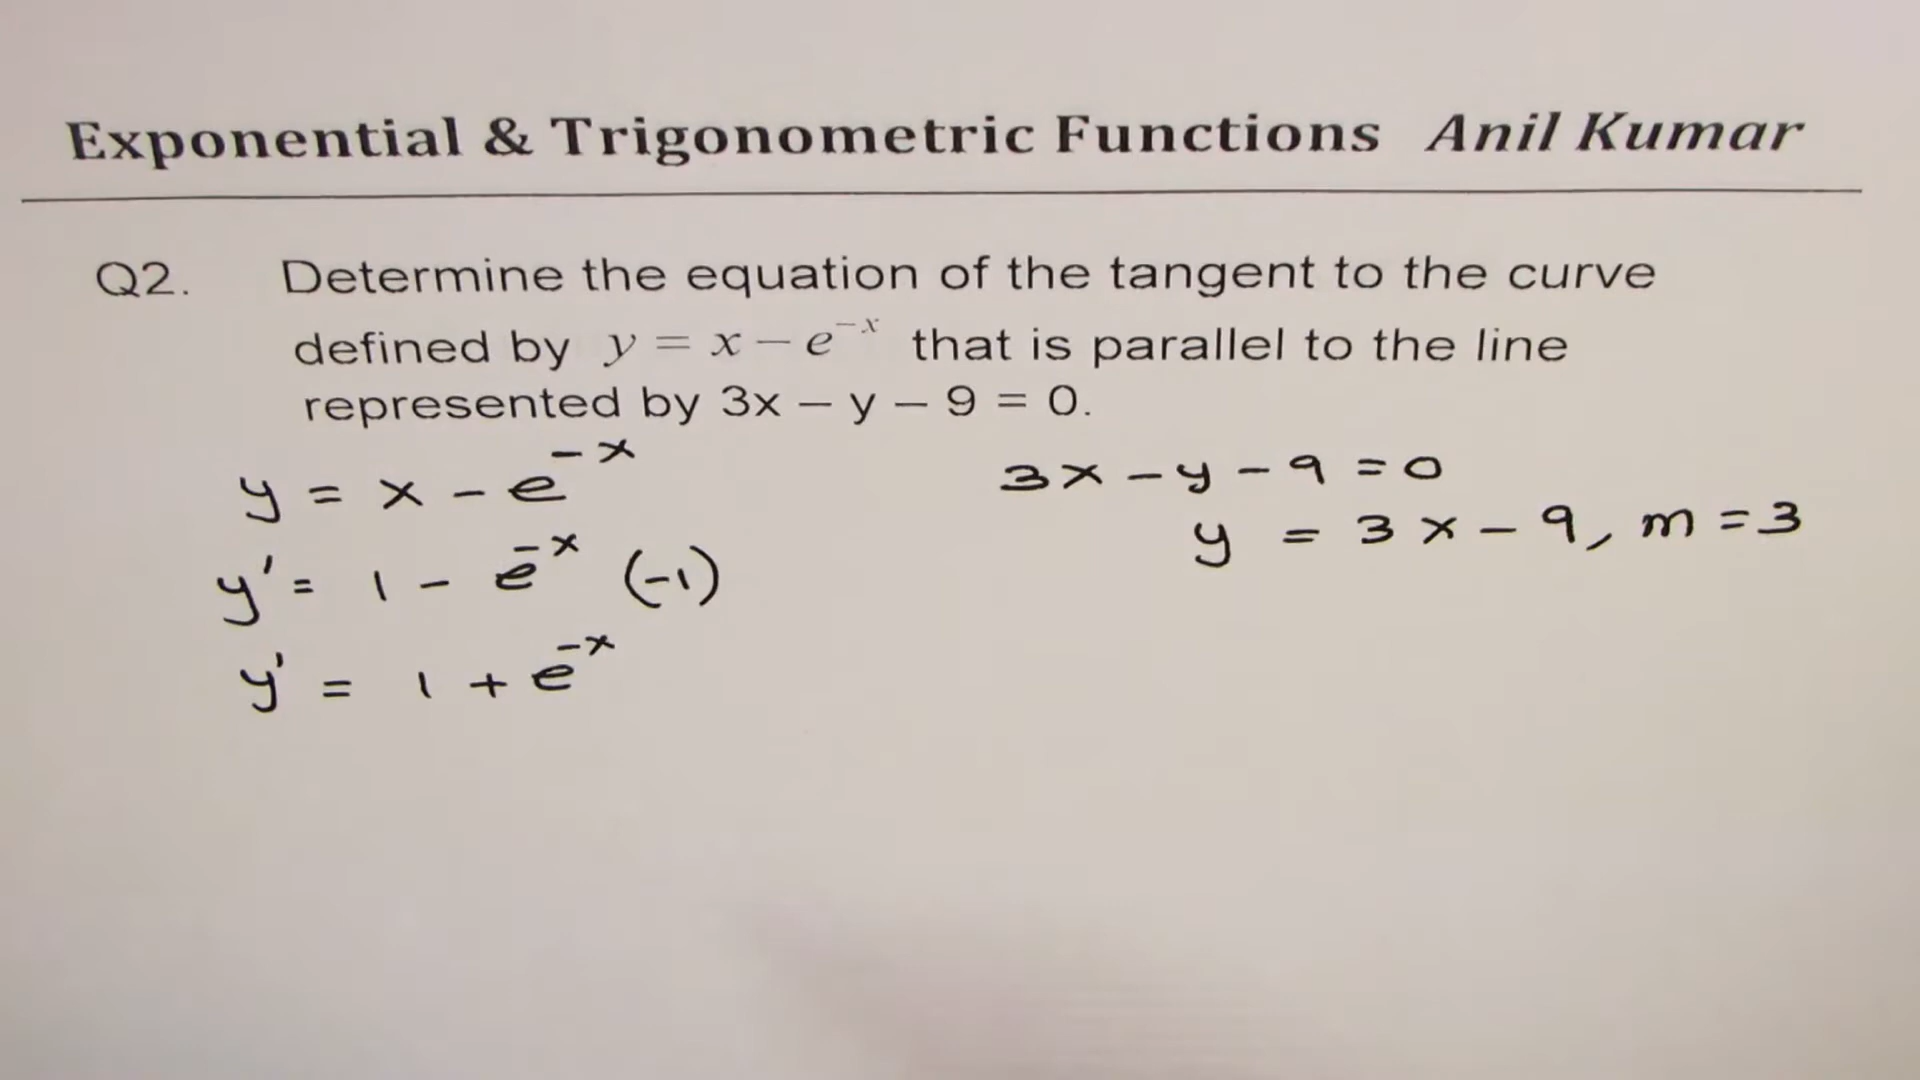 Exponential & Trigonometric Functions Anil Kumar
Q2. Determine the equation of the tangent to the curve
defined by y = x − e^{−x} that is parallel to the line
represented by 3x – y – 9 = 0.
y = x − e^{−x}
y' = 1 − e^{−x} (−1)
y' = 1 + e^{−x}
3x − y − 9 = 0
y = 3x − 9, m = 3